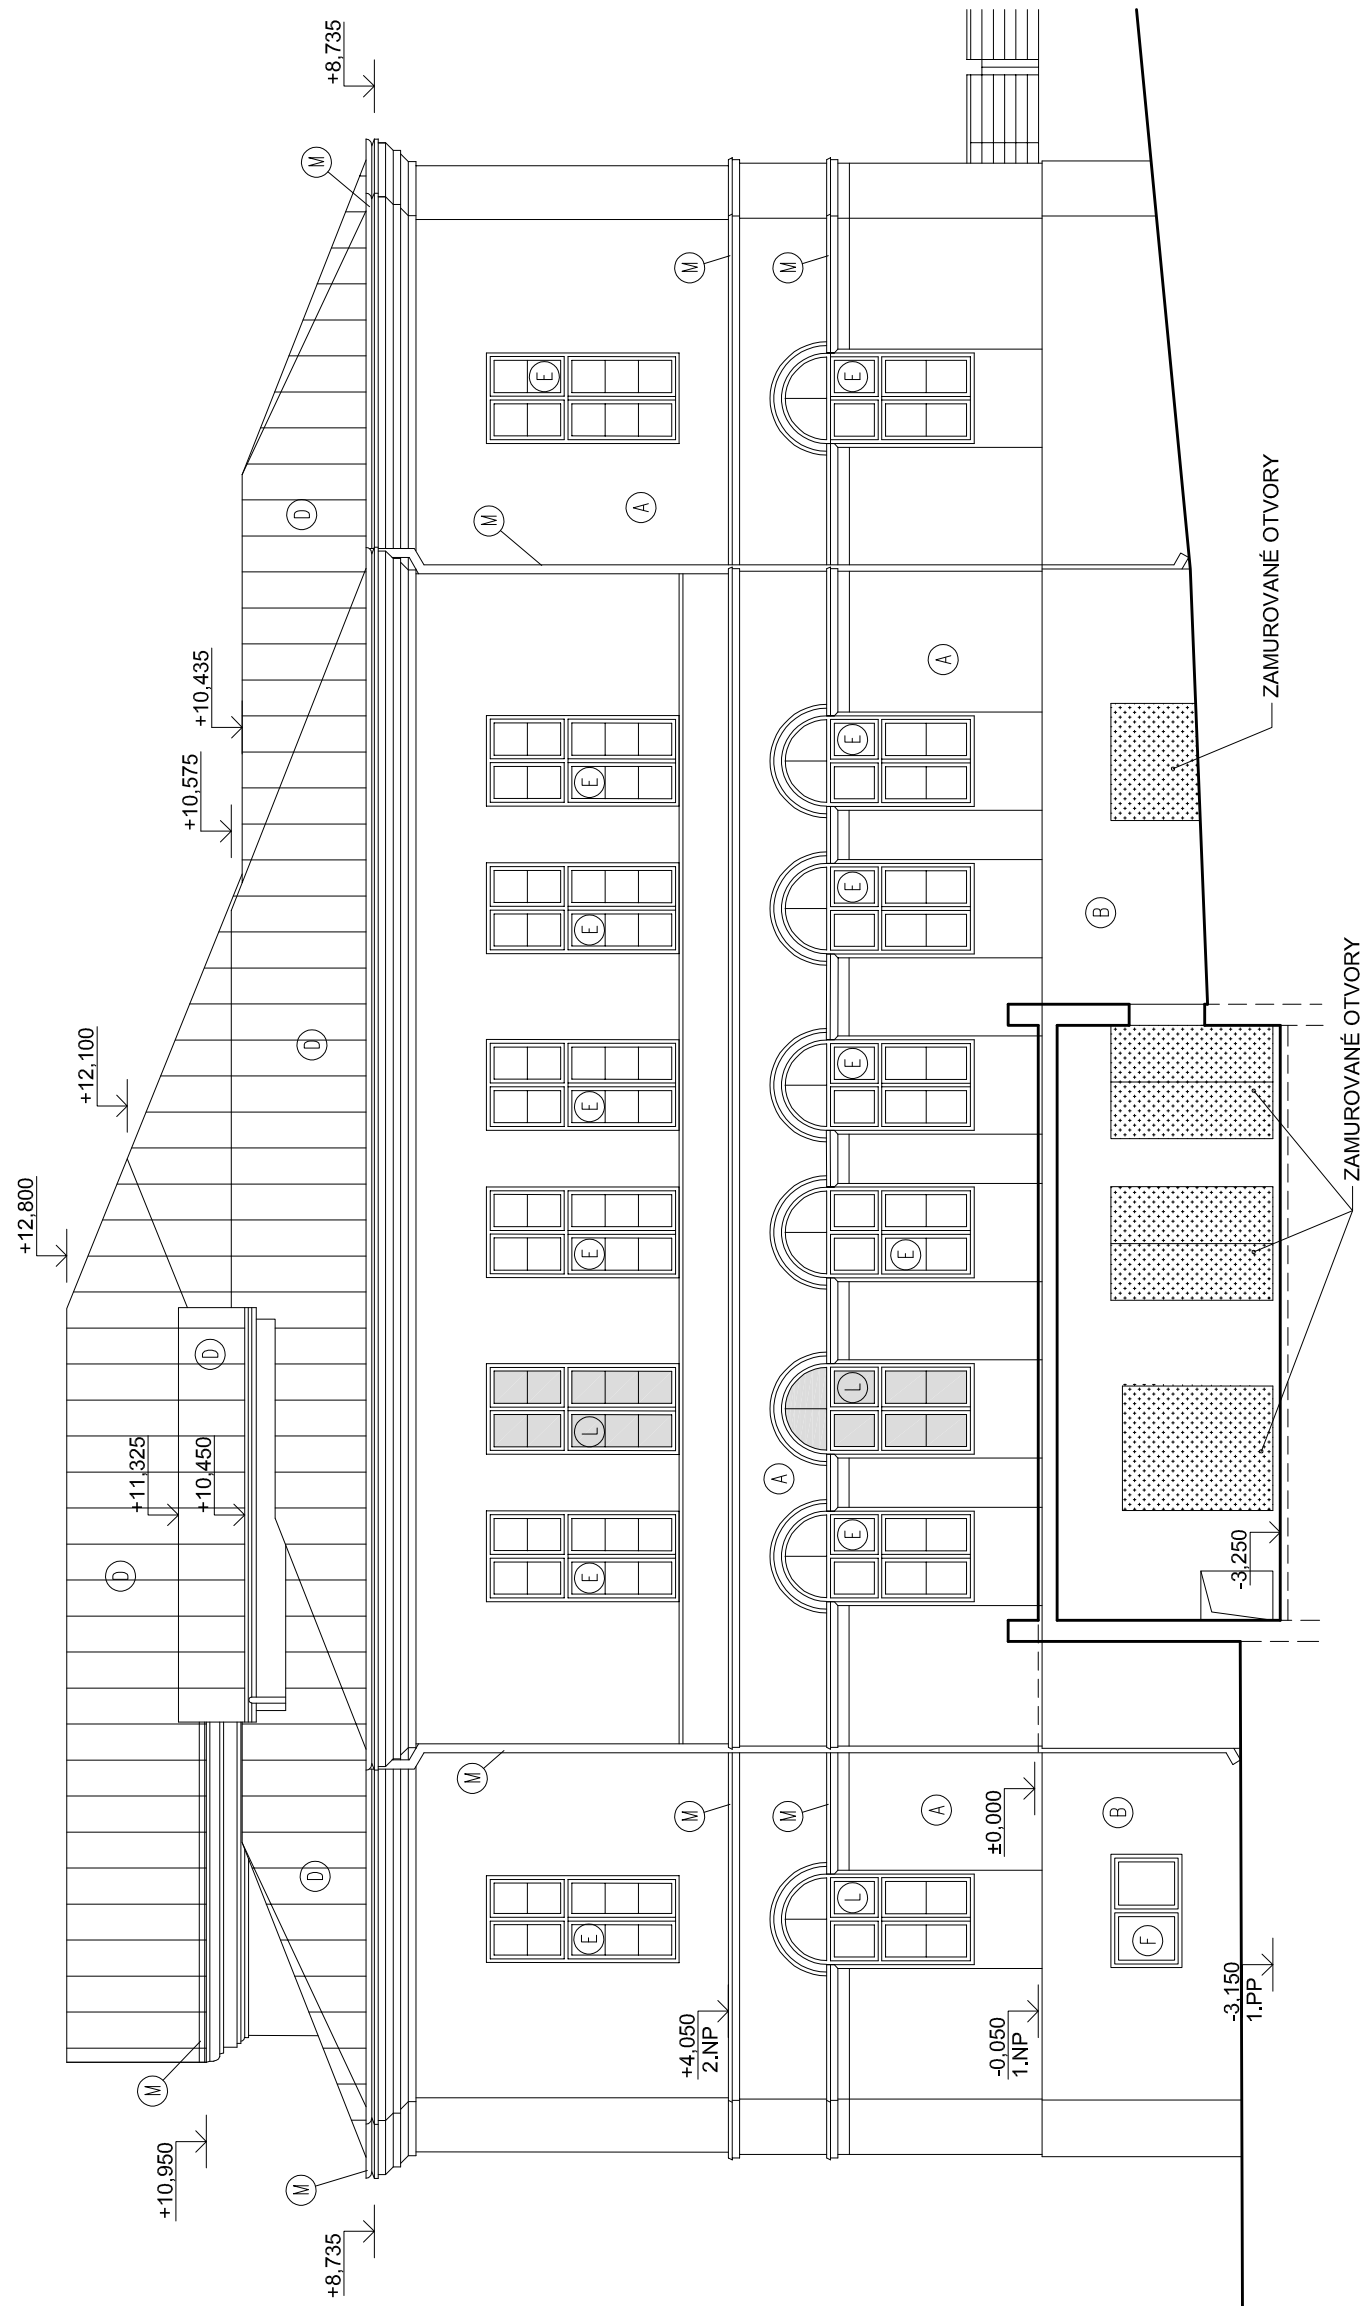 +12,800
+12,100
D
+11,325
M
+10,950
+10,450
+10,575
+10,435
D
M
D
D
D
M
+8,735
+8,735
M
M
E
E
E
L
E
E
E
E
A
M
M
+4,050
2.NP
A
M
M
L
E
L
E
E
E
E
E
A
A
±0,000
-0,050
1.NP
B
B
F
-3,150
1.PP
-3,250
ZAMUROVANÉ OTVORY
ZAMUROVANÉ OTVORY